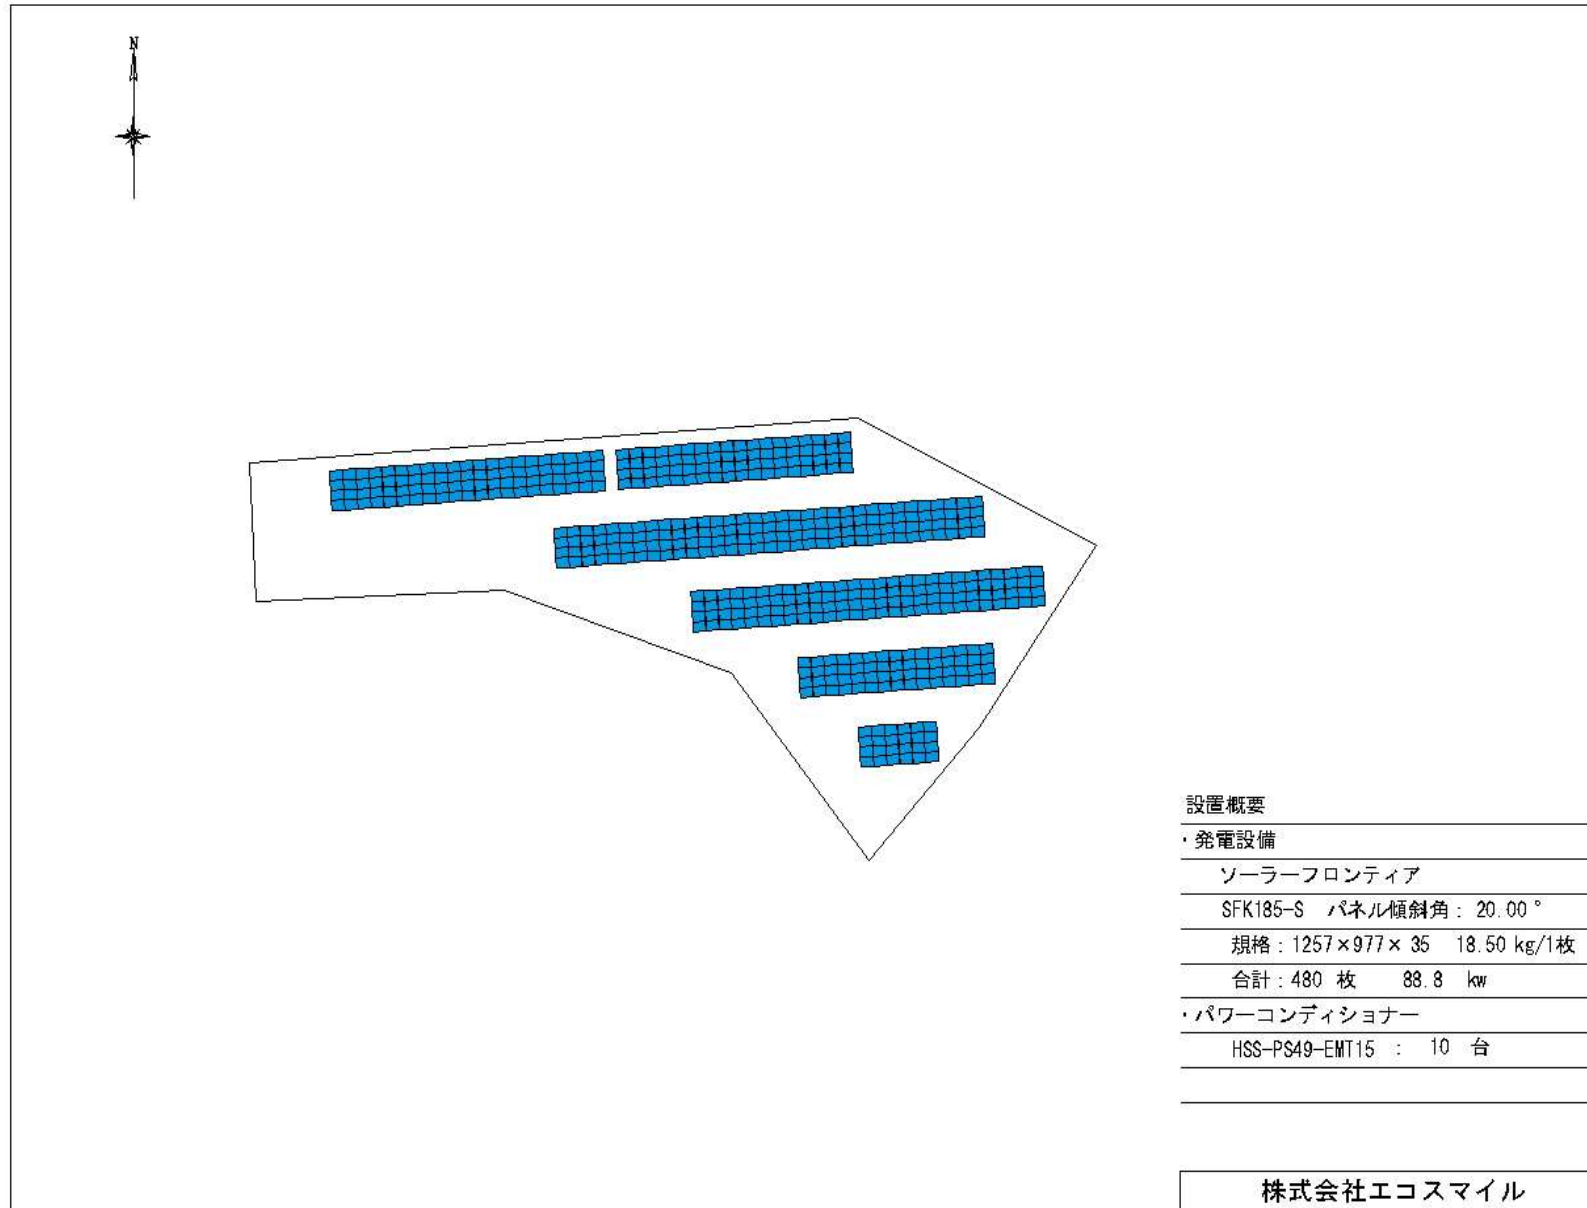 N
設置概要
・発電設備
ソーラーフロンティア
SFK185-S パネル傾斜角：20.00°
規格：1257×977×35 18.50 kg/1枚
合計：480 枚 88.8 kw
・パワーコンディショナー
HSS-PS49-EMT15 ： 10 台
株式会社エコスマイル